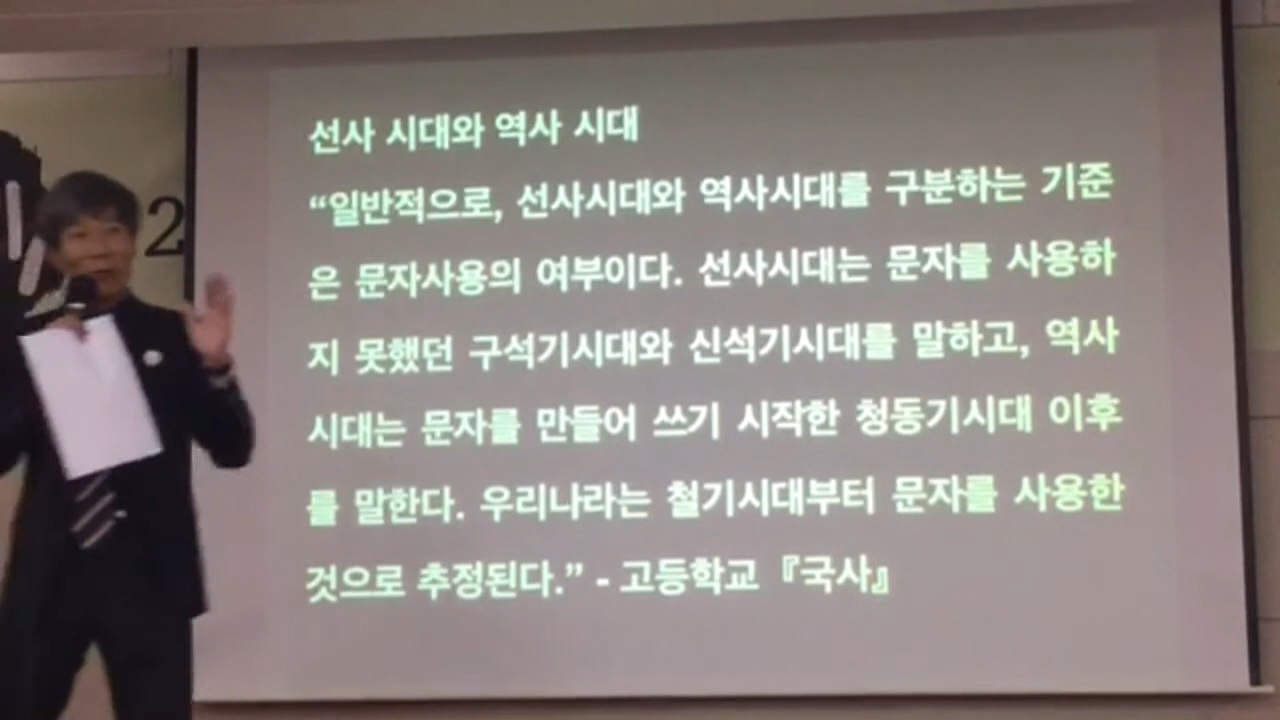 선사 시대와 역사 시대
“일반적으로, 선사시대와 역사시대를 구분하는 기준
은 문자사용의 여부이다. 선사시대는 문자를 사용하
지 못했던 구석기시대와 신석기시대를 말하고, 역사
시대는 문자를 만들어 쓰기 시작한 청동기시대 이후
를 말한다. 우리나라는 철기시대부터 문자를 사용한
것으로 추정된다.” - 고등학교 『국사』
2